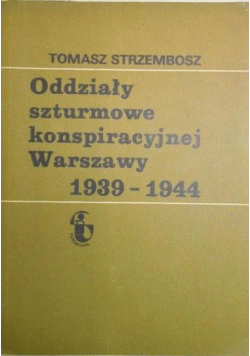 TOMASZ STRZEMBOSZ
Oddziały
szturmowe
konspiracyjnej
Warszawy
1939 - 1944